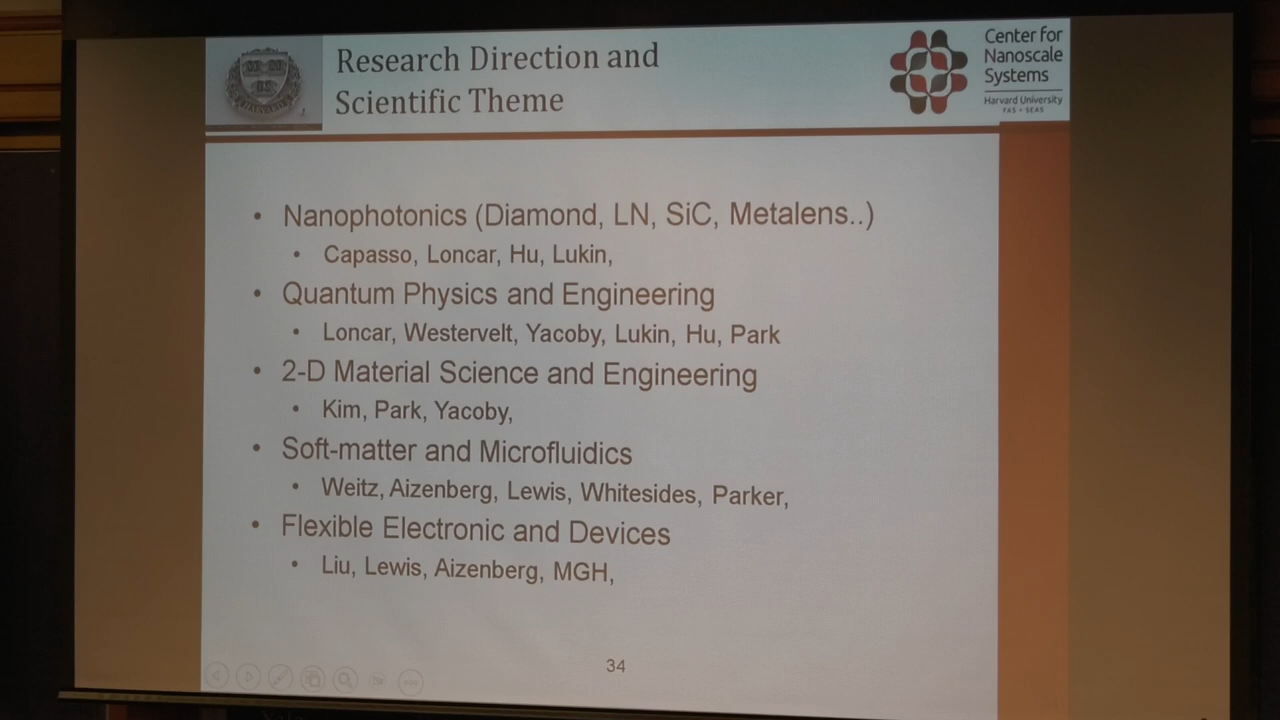 Research Direction and
Scientific Theme
Center for
Nanoscale
Systems
Harvard University
FAS • SEAS
• Nanophotonics (Diamond, LN, SiC, Metalens..)
• Capasso, Loncar, Hu, Lukin,
• Quantum Physics and Engineering
• Loncar, Westervelt, Yacoby, Lukin, Hu, Park
• 2-D Material Science and Engineering
• Kim, Park, Yacoby,
• Soft-matter and Microfluidics
• Weitz, Aizenberg, Lewis, Whitesides, Parker,
• Flexible Electronic and Devices
• Liu, Lewis, Aizenberg, MGH,
34